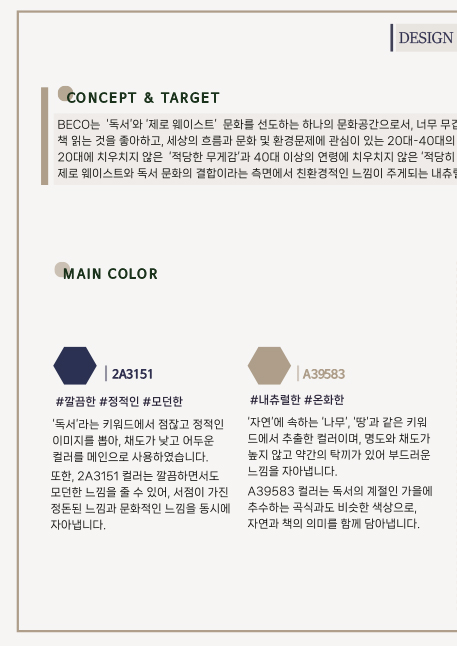 DESIGN
CONCEPT & TARGET
BECO는 '독서'와 '제로 웨이스트' 문화를 선도하는 하나의 문화공간으로서, 너무 무겁
책 읽는 것을 좋아하고, 세상의 흐름과 문화 및 환경문제에 관심이 있는 20대-40대의
20대에 치우치지 않은 '적당한 무게감'과 40대 이상의 연령에 치우치지 않은 '적당히
제로 웨이스트와 독서 문화의 결합이라는 측면에서 친환경적인 느낌이 주게되는 내츄럴
MAIN COLOR
2A3151
#깔끔한 #정적인 #모던한
'독서'라는 키워드에서 점잖고 정적인
이미지를 뽑아, 채도가 낮고 어두운
컬러를 메인으로 사용하였습니다.
또한, 2A3151 컬러는 깔끔하면서도
모던한 느낌을 줄 수 있어, 서점이 가진
정돈된 느낌과 문화적인 느낌을 동시에
자아냅니다.
A39583
#내츄럴한 #온화한
'자연'에 속하는 '나무', '땅'과 같은 키워
드에서 추출한 컬러이며, 명도와 채도가
높지 않고 약간의 탁끼가 있어 부드러운
느낌을 자아냅니다.
A39583 컬러는 독서의 계절인 가을에
추수하는 곡식과도 비슷한 색상으로,
자연과 책의 의미를 함께 담아냅니다.